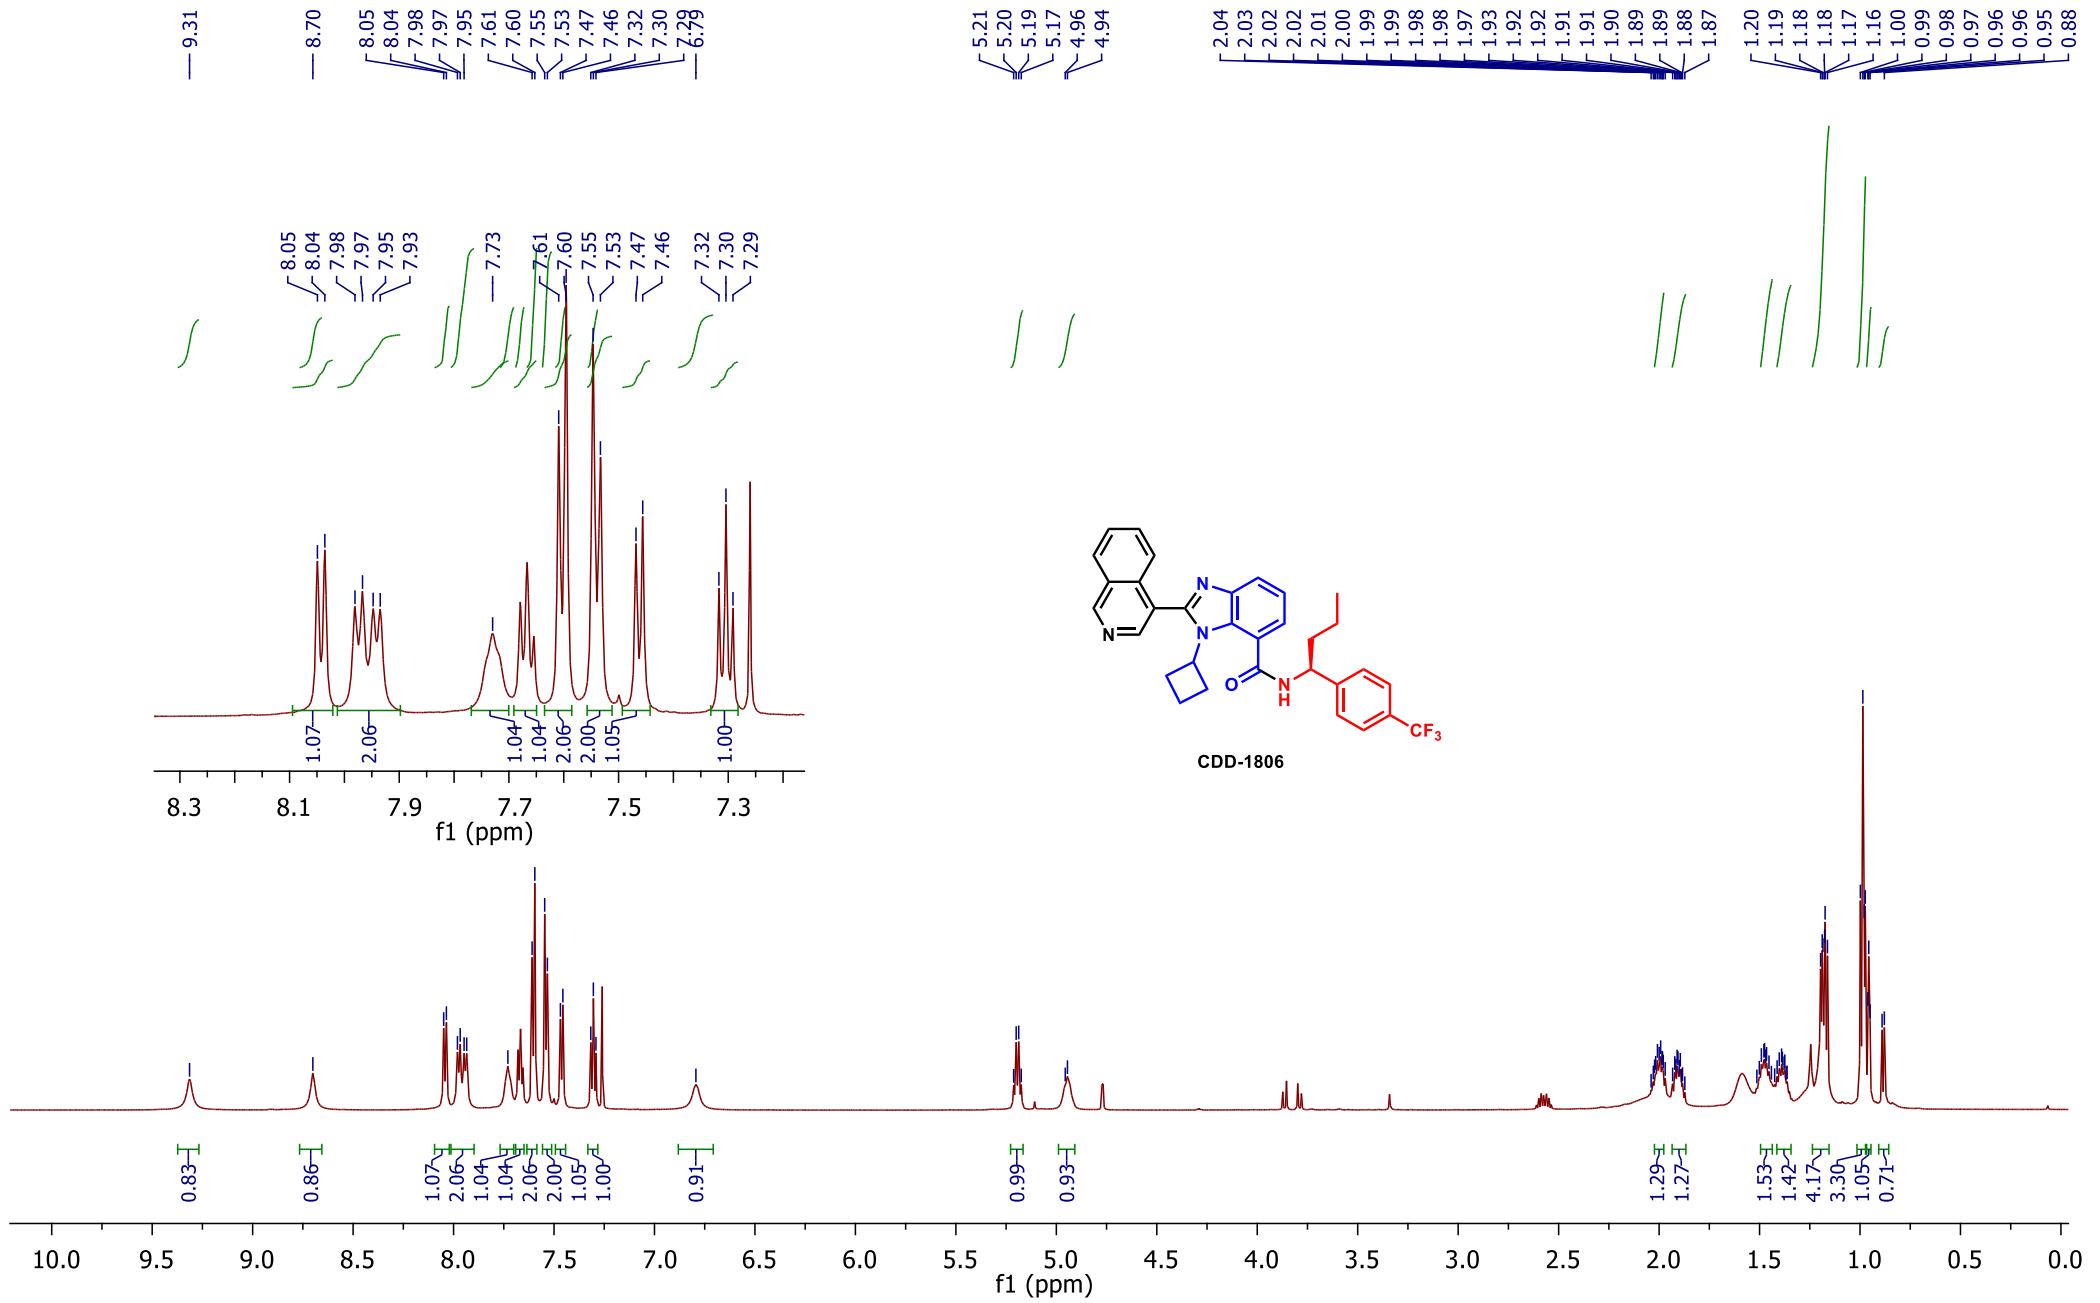 9.31 8.70 8.05 8.04 7.98 7.97 7.95 7.61 7.60 7.55 7.53 7.47 7.46 7.32 7.30 7.29 6.79 5.21 5.20 5.19 5.17 4.96 4.94 2.04 2.03 2.02 2.02 2.01 2.00 1.99 1.99 1.98 1.98 1.97 1.93 1.92 1.92 1.91 1.91 1.90 1.89 1.89 1.88 1.87 1.20 1.19 1.18 1.18 1.17 1.16 1.00 0.99 0.98 0.97 0.96 0.96 0.95 0.88
8.05 8.04 7.98 7.97 7.95 7.93 7.73 7.61 7.60 7.55 7.53 7.47 7.46 7.32 7.30 7.29
1.07 2.06 1.04 1.04 2.06 2.00 1.05 1.00
8.3 8.1 7.9 7.7 7.5 7.3
f1 (ppm)
N
N
N
O
N
H
CF3
CDD-1806
0.83 0.86 1.07 2.06 1.04 1.04 2.06 2.00 1.05 1.00 0.91 0.99 0.93 1.29 1.27 1.53 1.42 4.17 3.30 1.05 0.71
10.0 9.5 9.0 8.5 8.0 7.5 7.0 6.5 6.0 5.5 5.0 4.5 4.0 3.5 3.0 2.5 2.0 1.5 1.0 0.5 0.0
f1 (ppm)